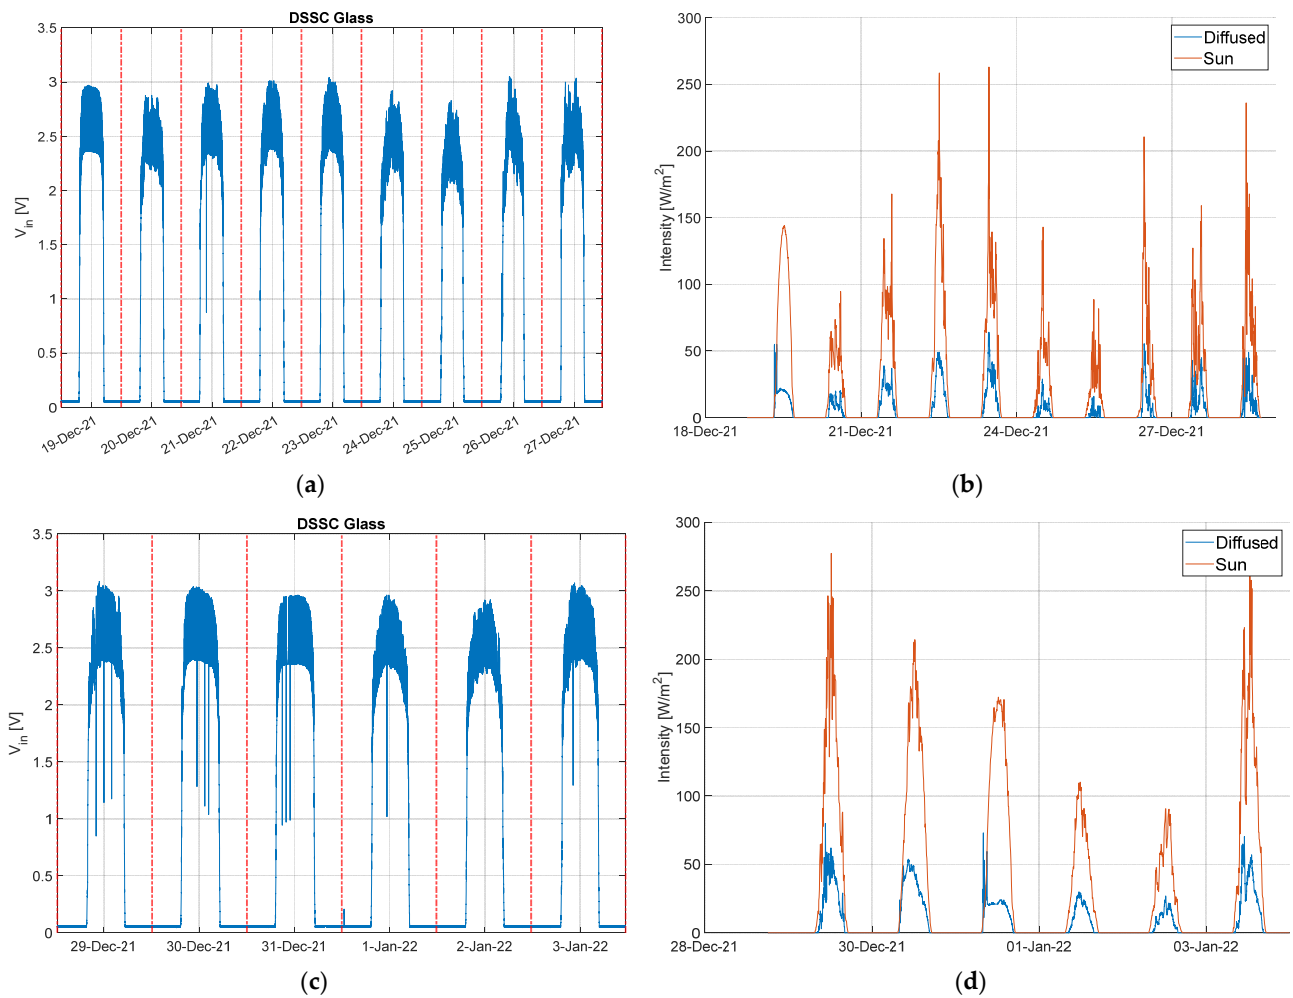 DSSC Glass
3.5
3
2.5
2
1.5
1
0.5
0
V_in [V]
19-Dec-21 20-Dec-21 21-Dec-21 22-Dec-21 23-Dec-21 24-Dec-21 25-Dec-21 26-Dec-21 27-Dec-21
(a)
300
250
200
150
100
50
0
Intensity [W/m²]
Diffused
Sun
18-Dec-21 21-Dec-21 24-Dec-21 27-Dec-21
(b)
DSSC Glass
3.5
3
2.5
2
1.5
1
0.5
0
V_in [V]
29-Dec-21 30-Dec-21 31-Dec-21 1-Jan-22 2-Jan-22 3-Jan-22
(c)
300
250
200
150
100
50
0
Intensity [W/m²]
Diffused
Sun
28-Dec-21 30-Dec-21 01-Jan-22 03-Jan-22
(d)